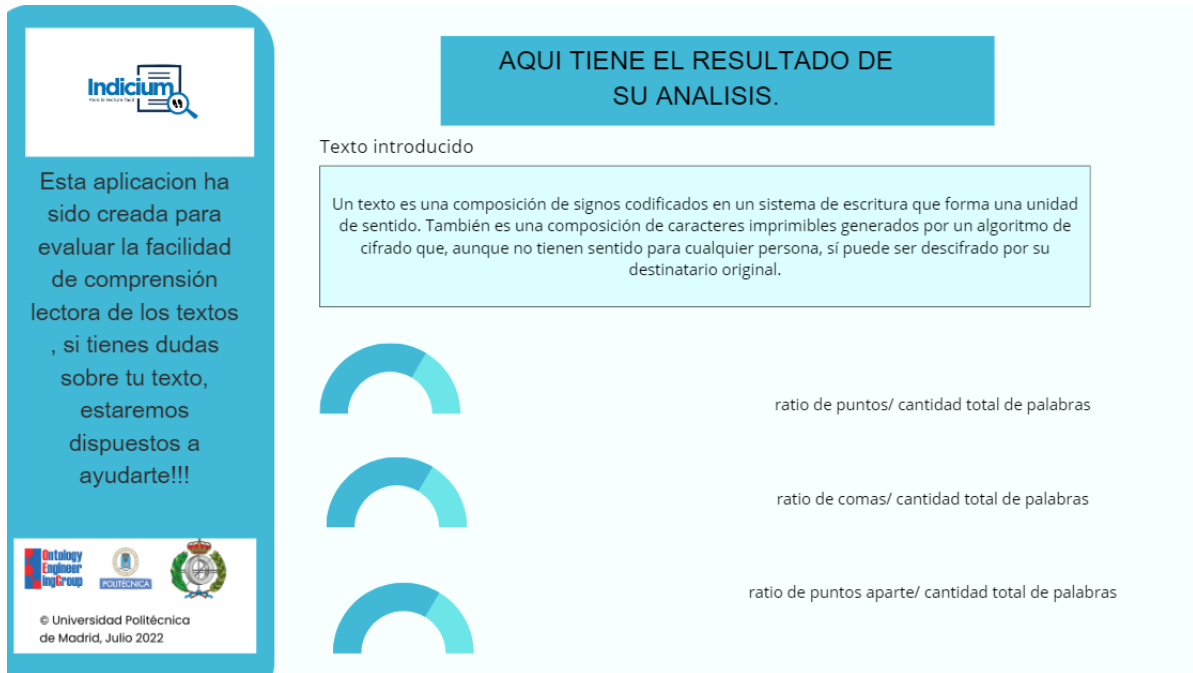 Indicium
Para la lectura fácil
Esta aplicacion ha
sido creada para
evaluar la facilidad
de comprensión
lectora de los textos
, si tienes dudas
sobre tu texto,
estaremos
dispuestos a
ayudarte!!!
Ontology
Engineer
ingGroup
POLITÉCNICA
© Universidad Politécnica
de Madrid, Julio 2022
AQUI TIENE EL RESULTADO DE
SU ANALISIS.
Texto introducido
Un texto es una composición de signos codificados en un sistema de escritura que forma una unidad
de sentido. También es una composición de caracteres imprimibles generados por un algoritmo de
cifrado que, aunque no tienen sentido para cualquier persona, sí puede ser descifrado por su
destinatario original.
ratio de puntos/ cantidad total de palabras
ratio de comas/ cantidad total de palabras
ratio de puntos aparte/ cantidad total de palabras